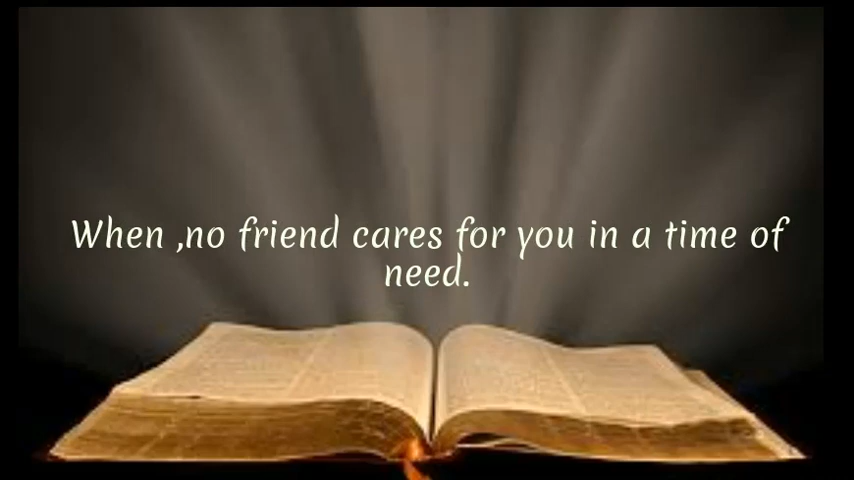 When ,no friend cares for you in a time of
need.